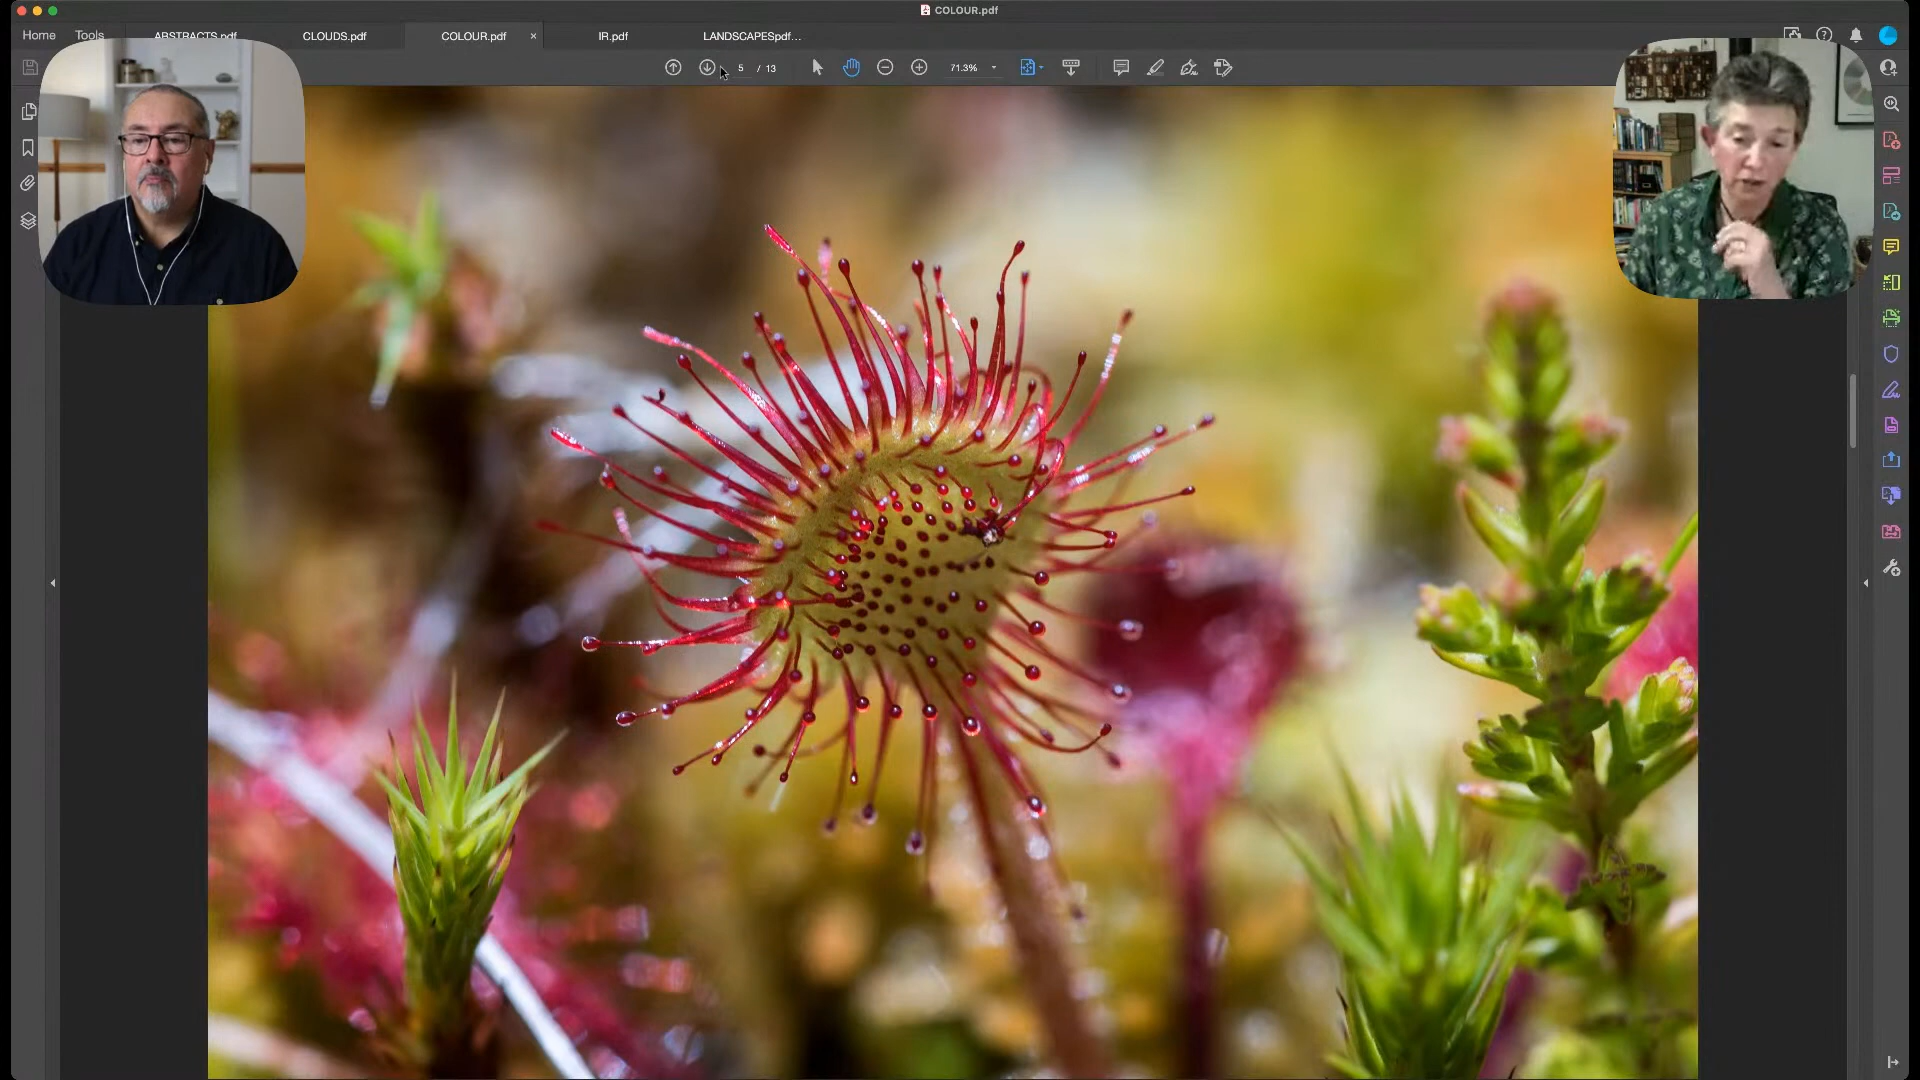 COLOUR.pdf
Home Tools ABSTRACTS.pdf CLOUDS.pdf COLOUR.pdf × IR.pdf LANDSCAPESpdf...
5 / 13 71.3%